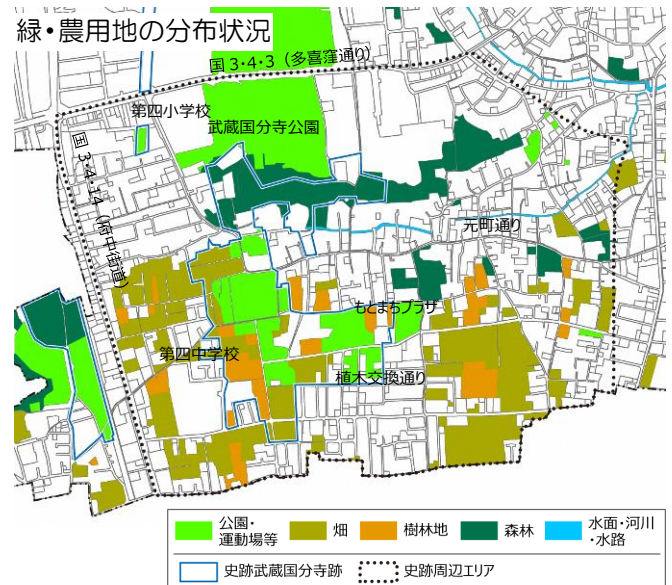 緑・農用地の分布状況
国3・4・3（多喜窪通り）
第四小学校
武蔵国分寺公園
国3・4・14（府中街道）
元町通り
もとまちプラザ
第四中学校
植木交換通り
公園・
運動場等
畑
樹林地
森林
水面・河川
・水路
史跡武蔵国分寺跡
史跡周辺エリア